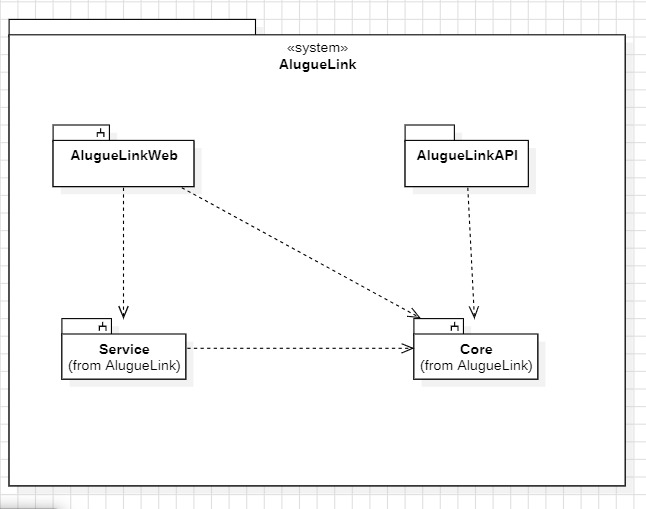 «system»
AlugueLink
AlugueLinkWeb
AlugueLinkAPI
Service
(from AlugueLink)
Core
(from AlugueLink)